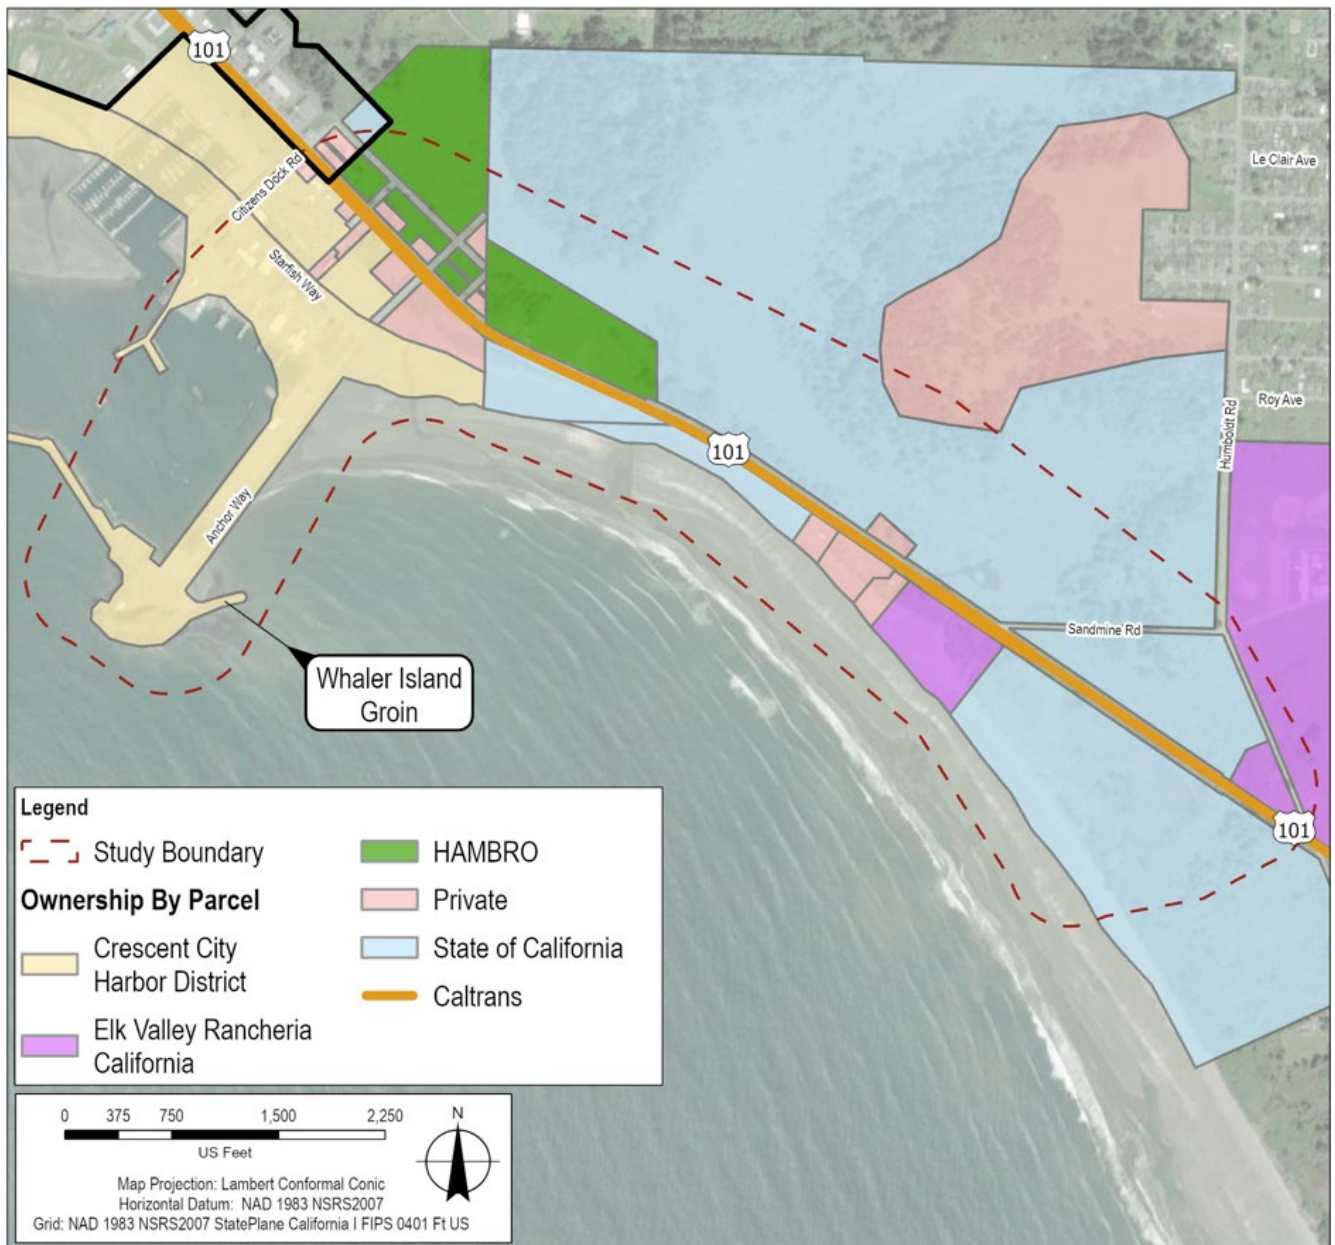 101
Citizens Dock Rd
Starfish Way
Le Clair Ave
Roy Ave
Humboldt Rd
101
Anchor Way
Sandmine Rd
Whaler Island
Groin
101
Legend
Study Boundary
Ownership By Parcel
Crescent City
Harbor District
Elk Valley Rancheria
California
HAMBRO
Private
State of California
Caltrans
0 375 750 1,500 2,250
US Feet
N
Map Projection: Lambert Conformal Conic
Horizontal Datum: NAD 1983 NSRS2007
Grid: NAD 1983 NSRS2007 StatePlane California I FIPS 0401 Ft US